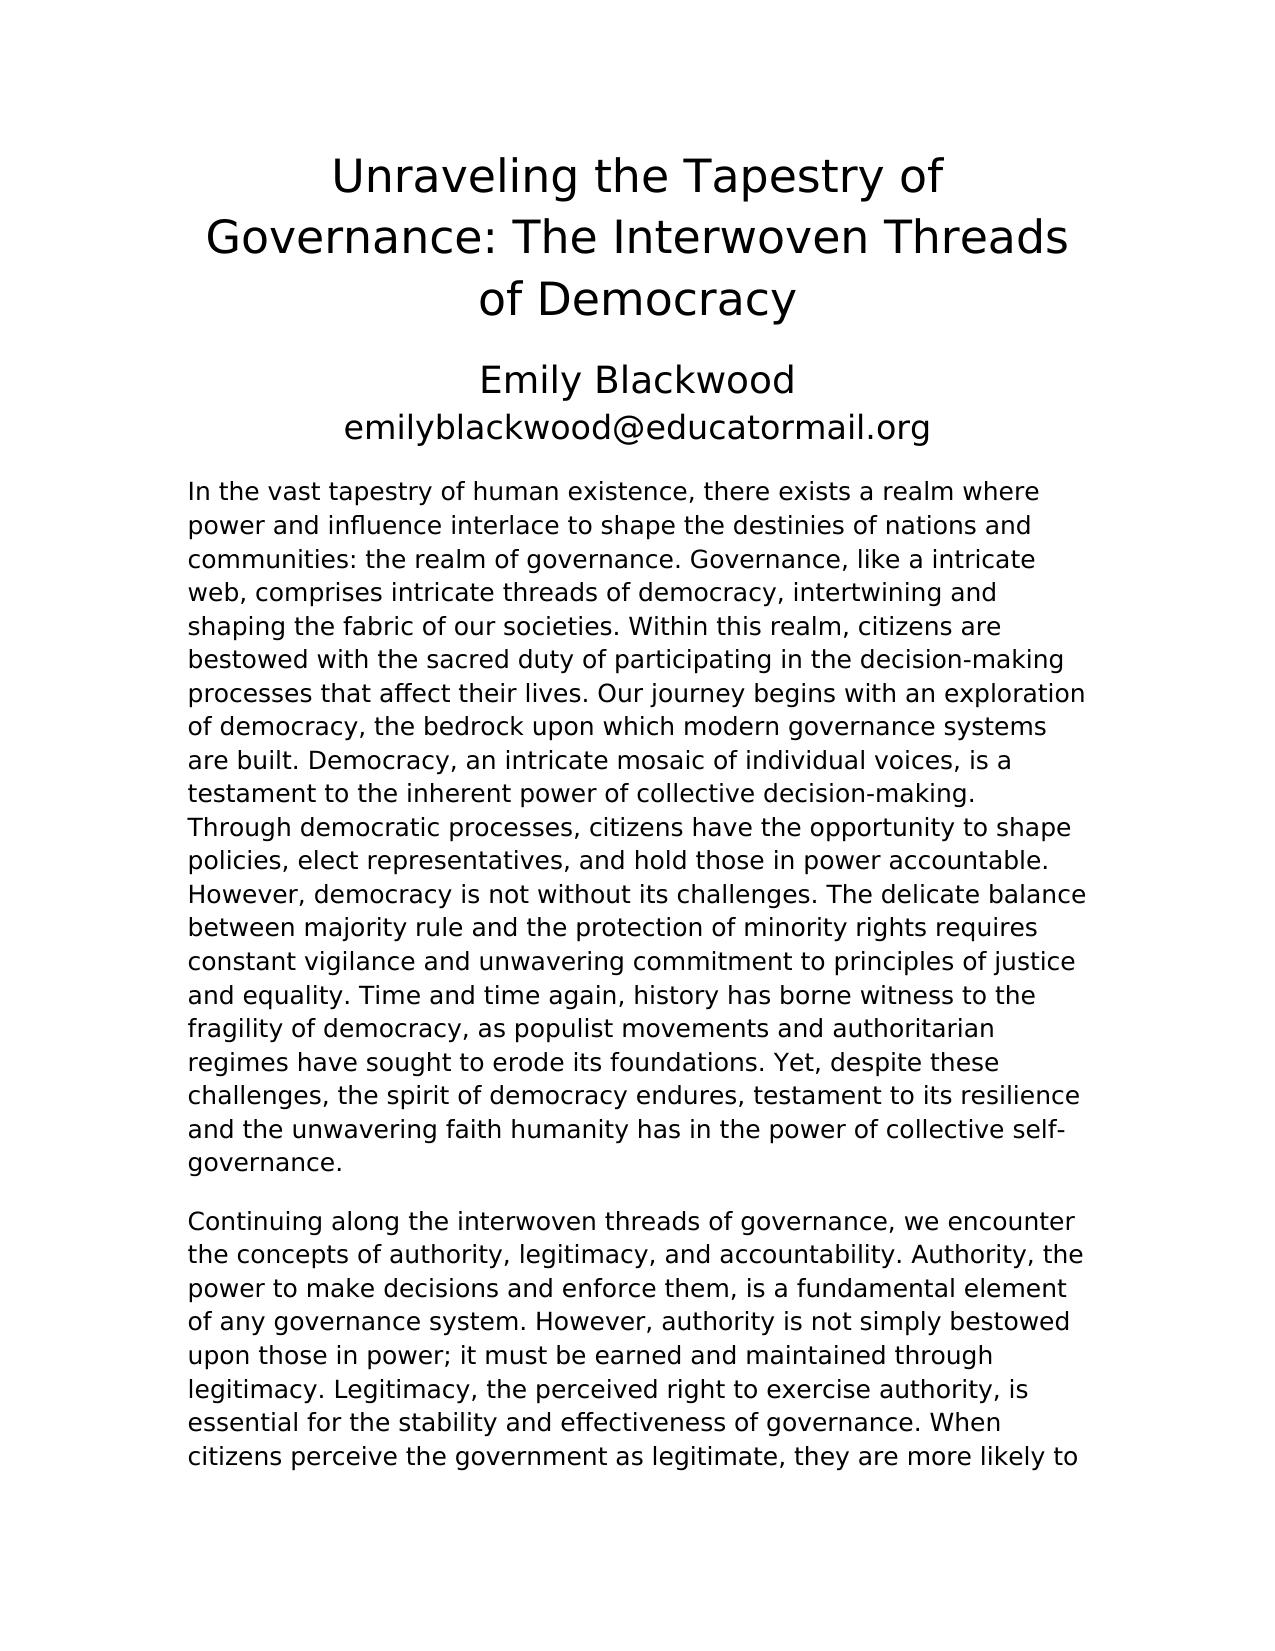 Unraveling the Tapestry of
Governance: The Interwoven Threads
of Democracy
Emily Blackwood
emilyblackwood@educatormail.org
In the vast tapestry of human existence, there exists a realm where
power and influence interlace to shape the destinies of nations and
communities: the realm of governance. Governance, like a intricate
web, comprises intricate threads of democracy, intertwining and
shaping the fabric of our societies. Within this realm, citizens are
bestowed with the sacred duty of participating in the decision-making
processes that affect their lives. Our journey begins with an exploration
of democracy, the bedrock upon which modern governance systems
are built. Democracy, an intricate mosaic of individual voices, is a
testament to the inherent power of collective decision-making.
Through democratic processes, citizens have the opportunity to shape
policies, elect representatives, and hold those in power accountable.
However, democracy is not without its challenges. The delicate balance
between majority rule and the protection of minority rights requires
constant vigilance and unwavering commitment to principles of justice
and equality. Time and time again, history has borne witness to the
fragility of democracy, as populist movements and authoritarian
regimes have sought to erode its foundations. Yet, despite these
challenges, the spirit of democracy endures, testament to its resilience
and the unwavering faith humanity has in the power of collective self-
governance.
Continuing along the interwoven threads of governance, we encounter
the concepts of authority, legitimacy, and accountability. Authority, the
power to make decisions and enforce them, is a fundamental element
of any governance system. However, authority is not simply bestowed
upon those in power; it must be earned and maintained through
legitimacy. Legitimacy, the perceived right to exercise authority, is
essential for the stability and effectiveness of governance. When
citizens perceive the government as legitimate, they are more likely to